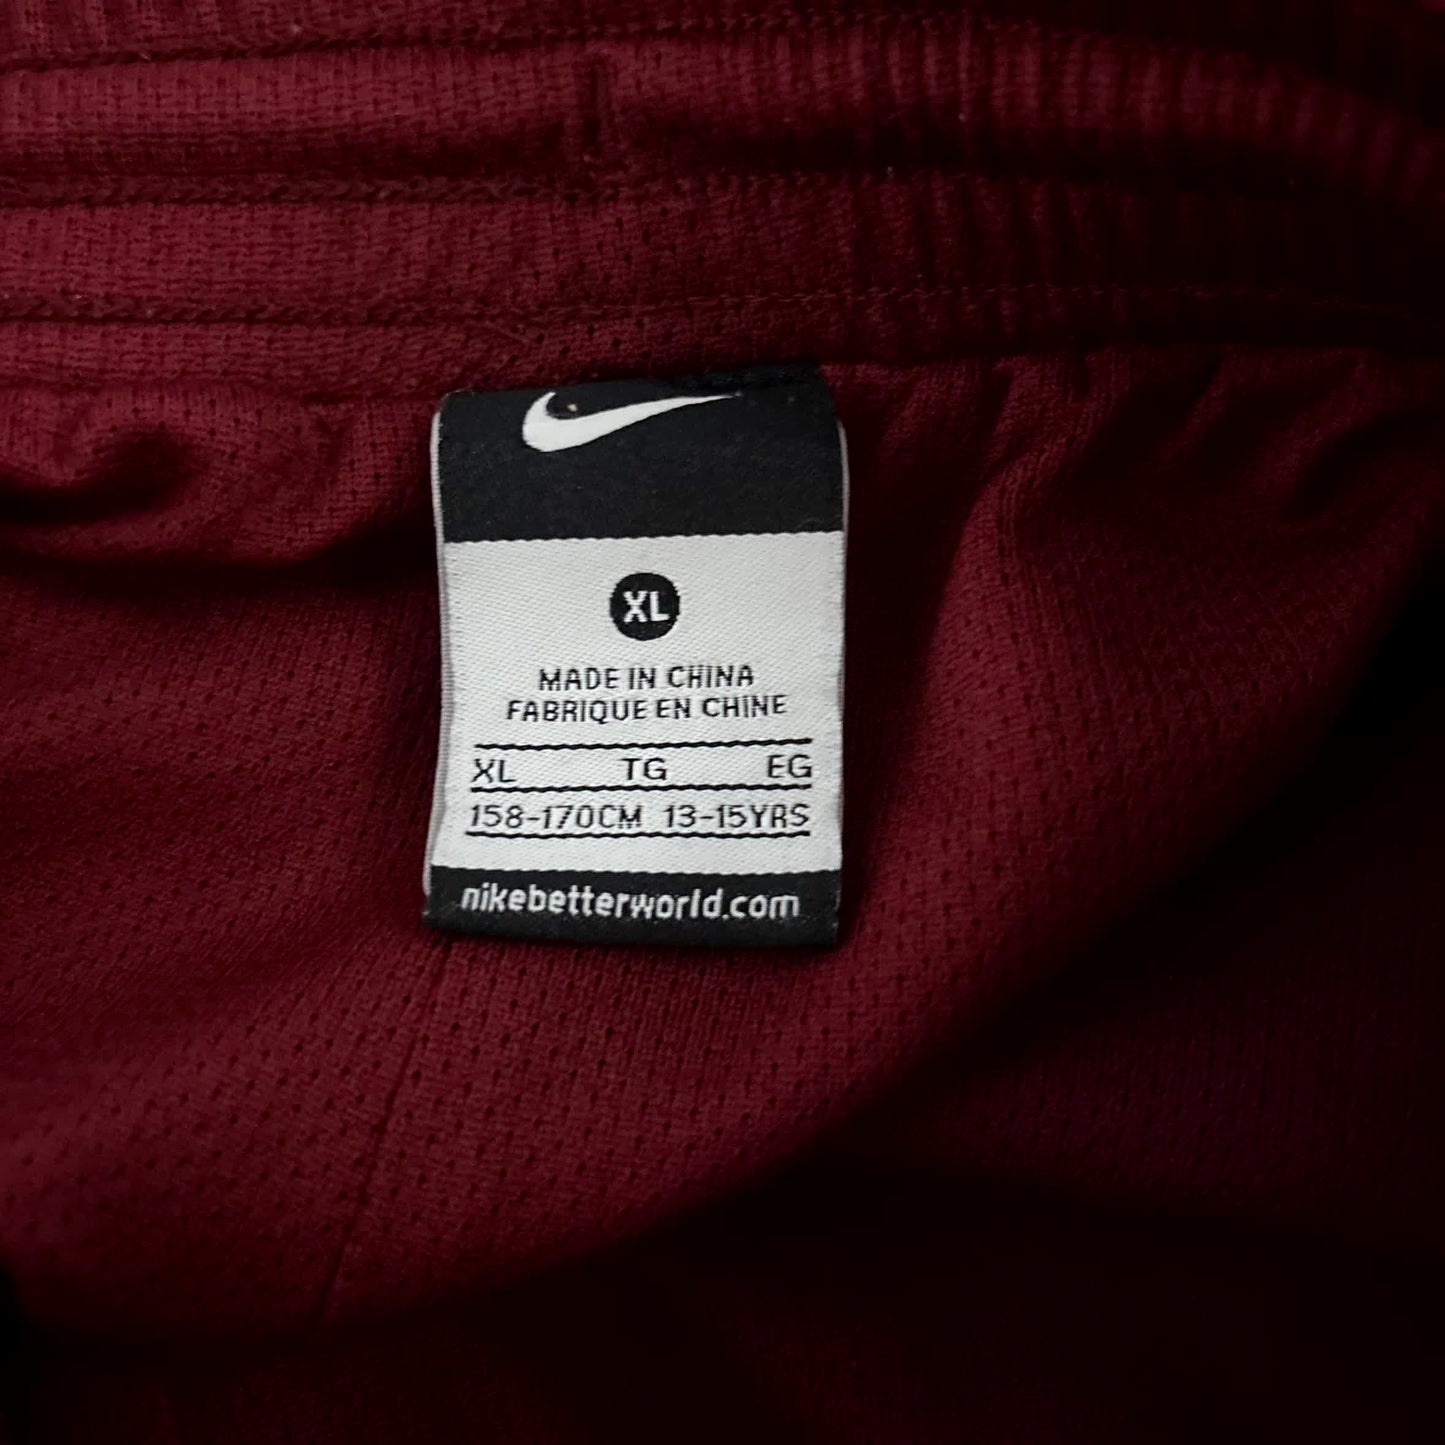 XL
MADE IN CHINA
FABRIQUE EN CHINE
XL TG EG
158-170CM 13-15YRS
nikebetterworld.com